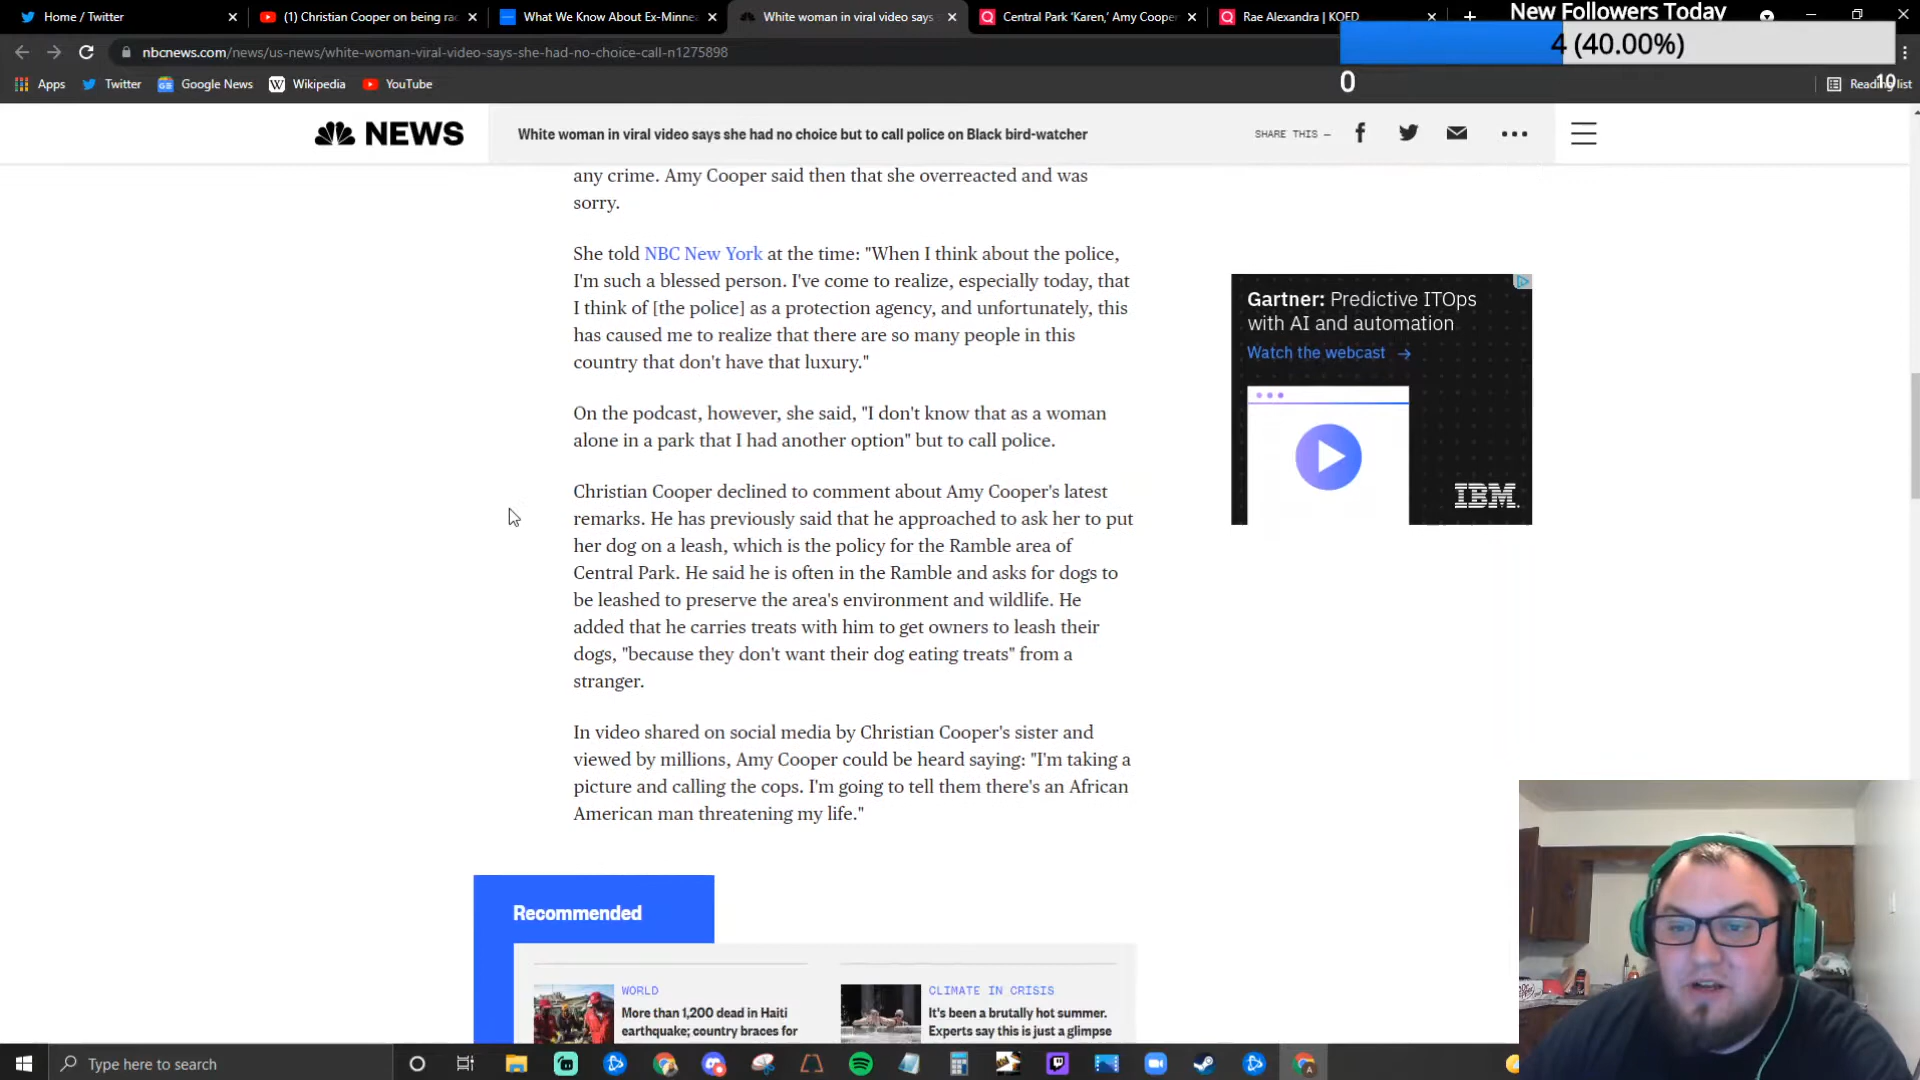 Home / Twitter
(1) Christian Cooper on being rac
What We Know About Ex-Minnea
White woman in viral video says
Central Park 'Karen,' Amy Cooper
Rae Alexandra | KQED
New Followers Today
nbcnews.com/news/us-news/white-woman-viral-video-says-she-had-no-choice-call-n1275898
4 (40.00%)
0
10
Apps
Twitter
Google News
Wikipedia
YouTube
Reading list
NEWS
White woman in viral video says she had no choice but to call police on Black bird-watcher
SHARE THIS —
any crime. Amy Cooper said then that she overreacted and was
sorry.
She told NBC New York at the time: "When I think about the police,
I'm such a blessed person. I've come to realize, especially today, that
I think of [the police] as a protection agency, and unfortunately, this
has caused me to realize that there are so many people in this
country that don't have that luxury."
On the podcast, however, she said, "I don't know that as a woman
alone in a park that I had another option" but to call police.
Christian Cooper declined to comment about Amy Cooper's latest
remarks. He has previously said that he approached to ask her to put
her dog on a leash, which is the policy for the Ramble area of
Central Park. He said he is often in the Ramble and asks for dogs to
be leashed to preserve the area's environment and wildlife. He
added that he carries treats with him to get owners to leash their
dogs, "because they don't want their dog eating treats" from a
stranger.
In video shared on social media by Christian Cooper's sister and
viewed by millions, Amy Cooper could be heard saying: "I'm taking a
picture and calling the cops. I'm going to tell them there's an African
American man threatening my life."
Gartner: Predictive ITOps
with AI and automation
Watch the webcast →
IBM.
Recommended
WORLD
More than 1,200 dead in Haiti
earthquake; country braces for
CLIMATE IN CRISIS
It's been a brutally hot summer.
Experts say this is just a glimpse
Type here to search